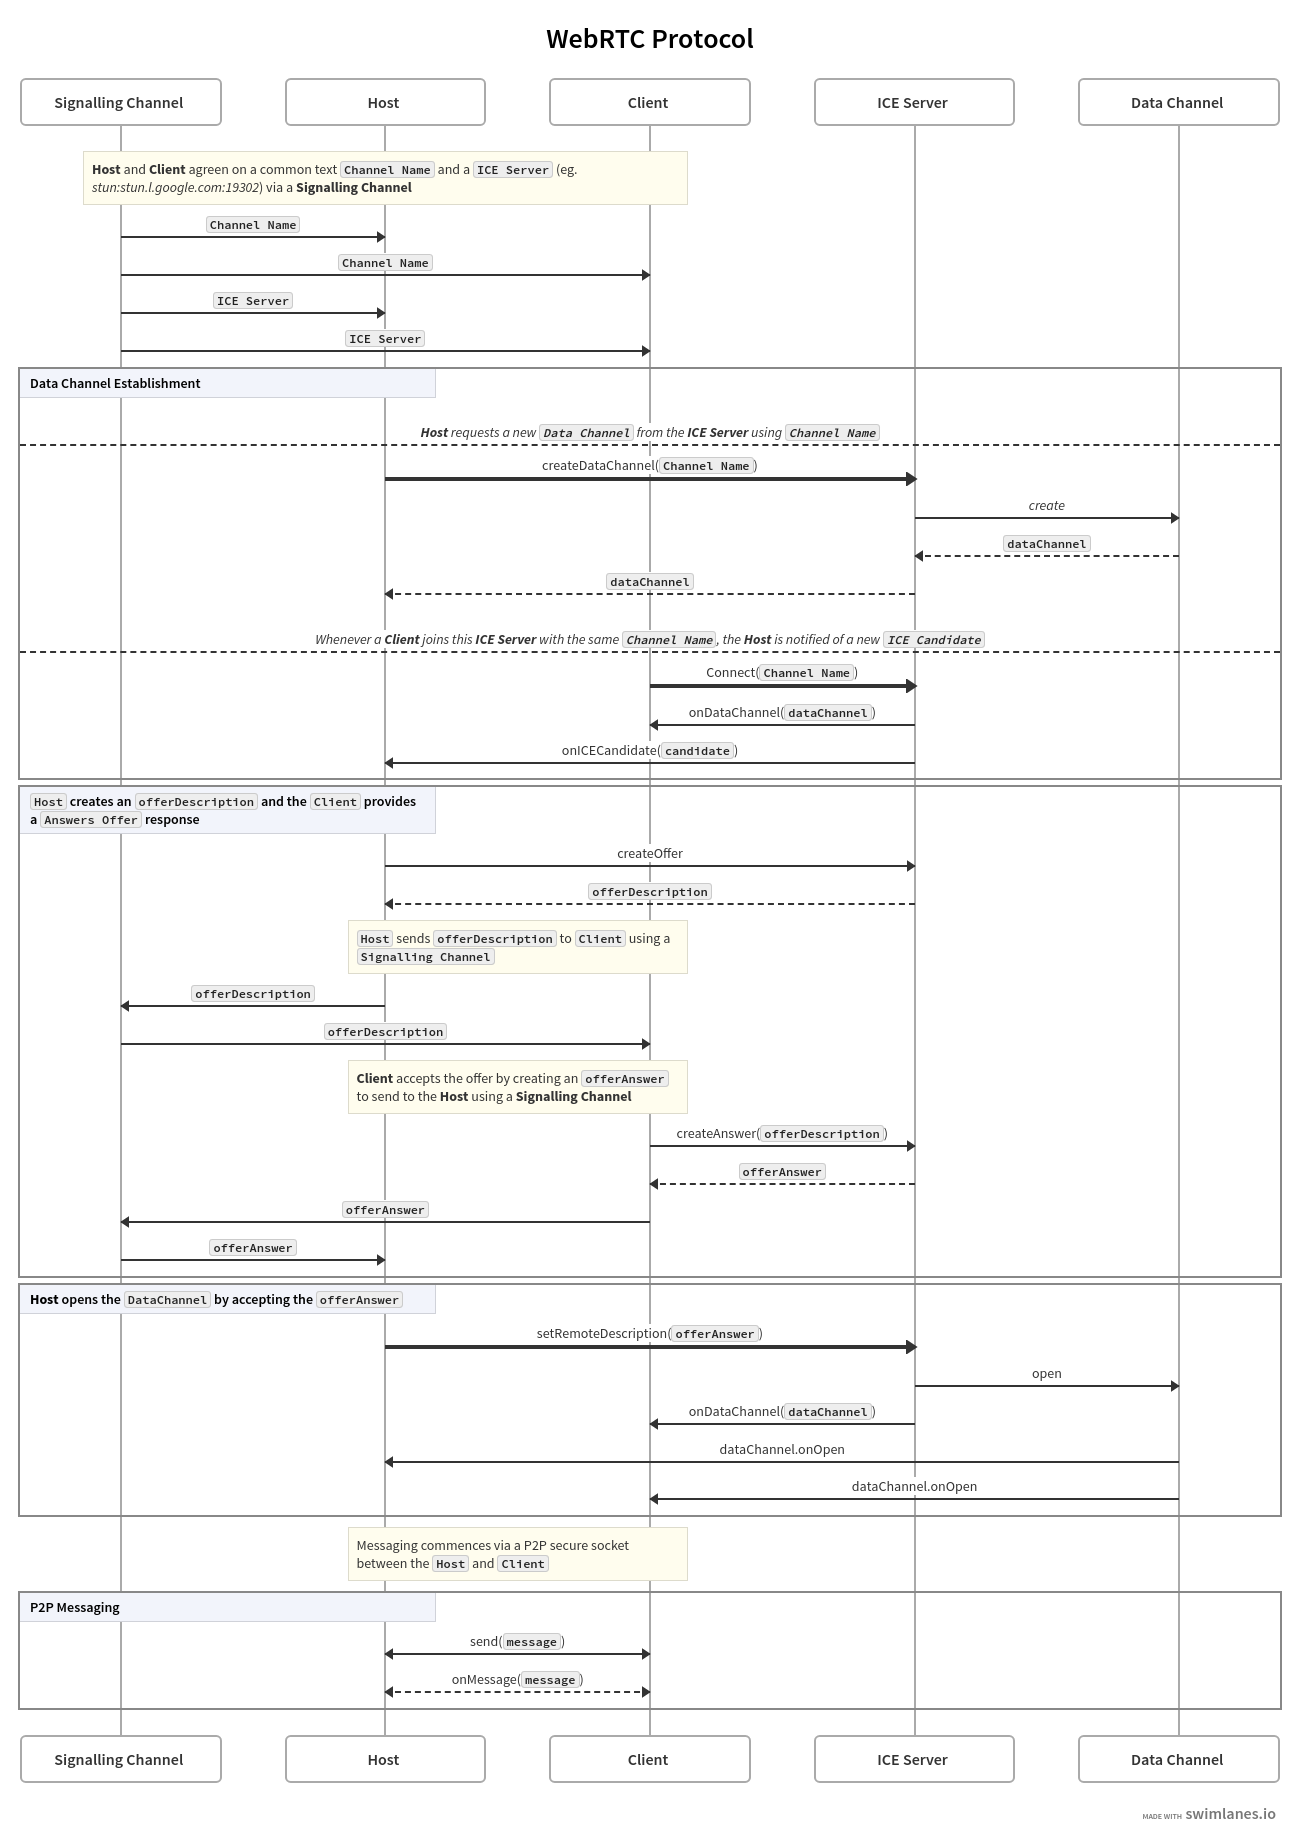 WebRTC Protocol
Signalling Channel
Host
Client
ICE Server
Data Channel
Host and Client agreen on a common text Channel Name and a ICE Server (eg.
stun:stun.l.google.com:19302) via a Signalling Channel
Channel Name
Channel Name
ICE Server
ICE Server
Data Channel Establishment
Host requests a new Data Channel from the ICE Server using Channel Name
createDataChannel(Channel Name)
create
dataChannel
dataChannel
Whenever a Client joins this ICE Server with the same Channel Name, the Host is notified of a new ICE Candidate
Connect(Channel Name)
onDataChannel(dataChannel)
onICECandidate(candidate)
Host creates an offerDescription and the Client provides
a Answers Offer response
createOffer
offerDescription
Host sends offerDescription to Client using a
Signalling Channel
offerDescription
offerDescription
Client accepts the offer by creating an offerAnswer
to send to the Host using a Signalling Channel
createAnswer(offerDescription)
offerAnswer
offerAnswer
offerAnswer
Host opens the DataChannel by accepting the offerAnswer
setRemoteDescription(offerAnswer)
open
onDataChannel(dataChannel)
dataChannel.onOpen
dataChannel.onOpen
Messaging commences via a P2P secure socket
between the Host and Client
P2P Messaging
send(message)
onMessage(message)
Signalling Channel
Host
Client
ICE Server
Data Channel
MADE WITH swimlanes.io